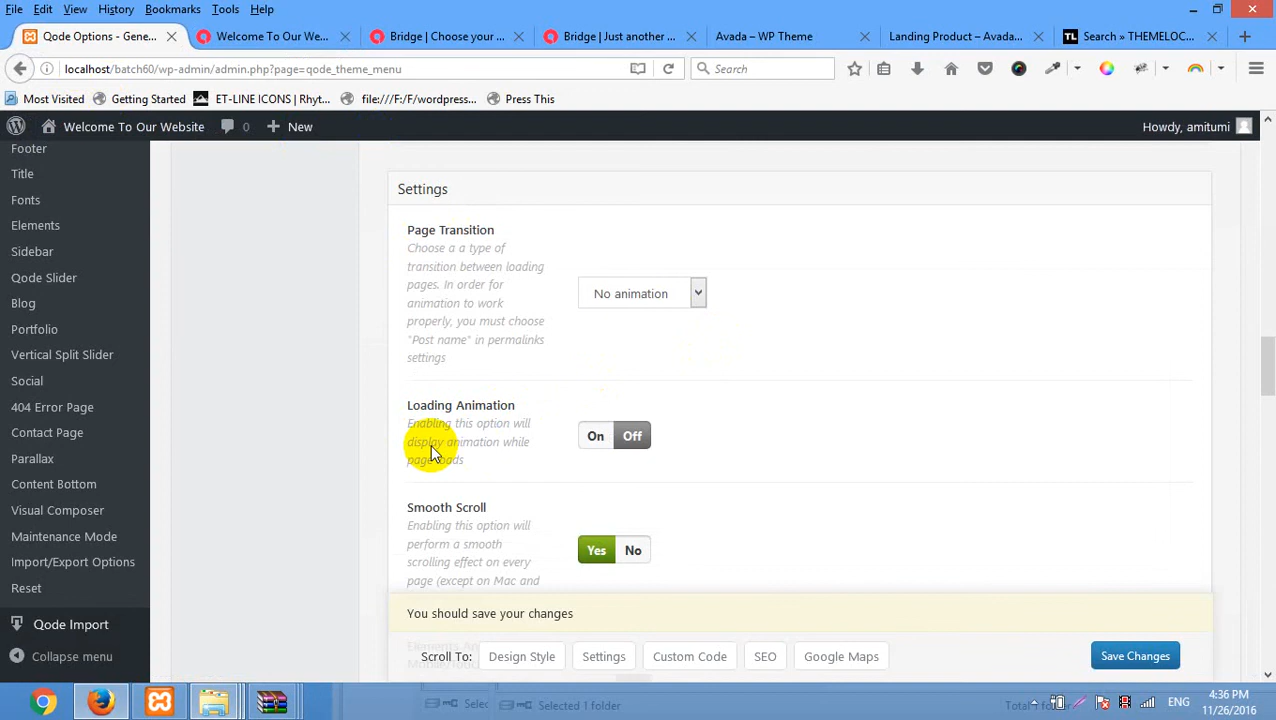 File Edit View History Bookmarks Tools Help
Qode Options - Gene... Welcome To Our We... Bridge | Choose your ... Bridge | Just another ... Avada – WP Theme Landing Product – Avada... TL Search » THEMELOC...
localhost/batch60/wp-admin/admin.php?page=qode_theme_menu Search
Most Visited Getting Started ET-LINE ICONS | Rhyt... file:///F:/F/wordpress... Press This
Welcome To Our Website 0 New Howdy, amitumi
Footer
Title
Fonts
Elements
Sidebar
Qode Slider
Blog
Portfolio
Vertical Split Slider
Social
404 Error Page
Contact Page
Parallax
Content Bottom
Visual Composer
Maintenance Mode
Import/Export Options
Reset
Qode Import
Collapse menu
Settings
Page Transition
Choose a a type of
transition between loading
pages. In order for
animation to work
properly, you must choose
"Post name" in permalinks
settings
No animation
Loading Animation
Enabling this option will
display animation while
page loads
On Off
Smooth Scroll
Enabling this option will
perform a smooth
scrolling effect on every
page (except on Mac and
Yes No
You should save your changes
Scroll To: Design Style Settings Custom Code SEO Google Maps Save Changes
Selec Selected 1 folder
ENG
4:36 PM
11/26/2016